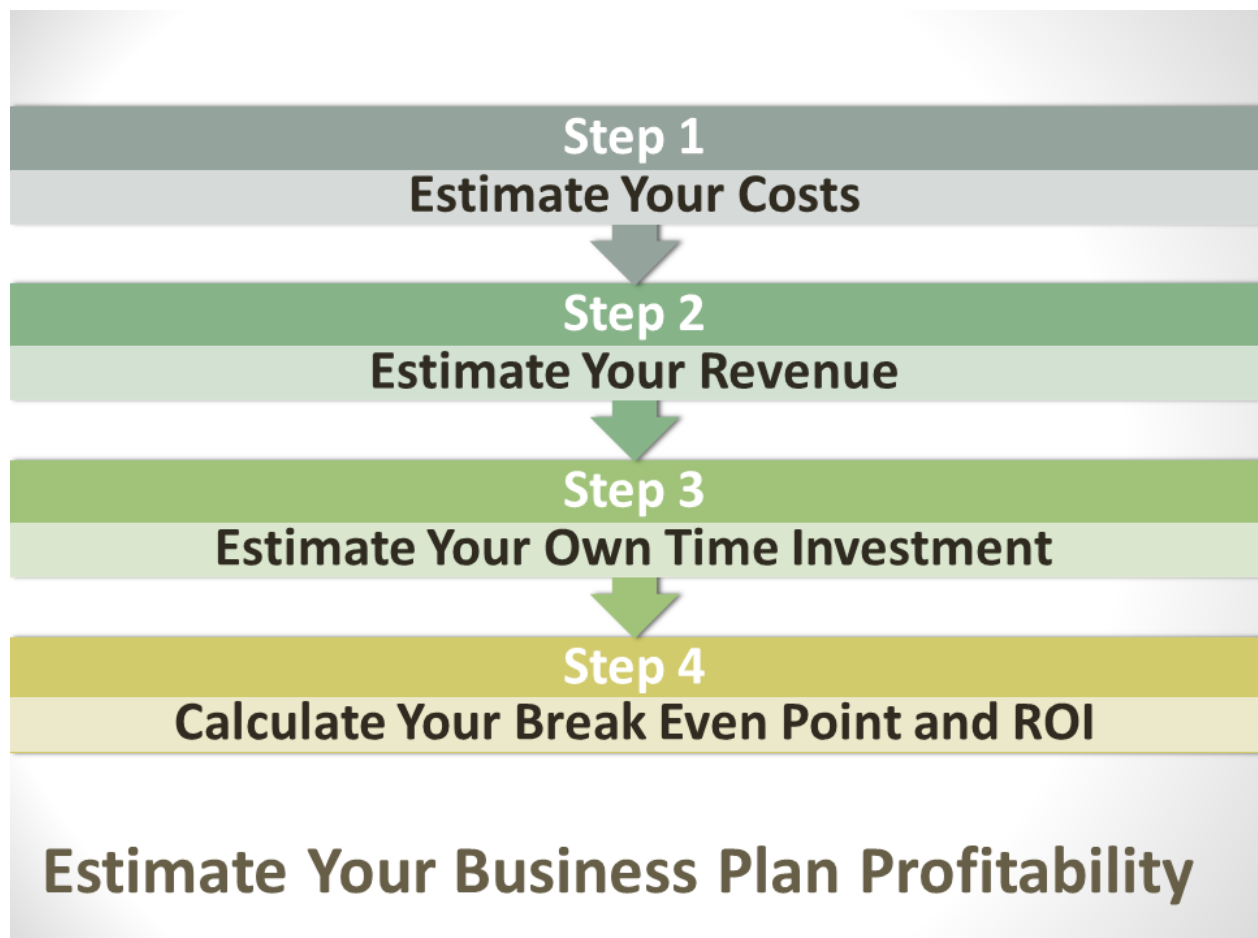 Step 1
Estimate Your Costs
Step 2
Estimate Your Revenue
Step 3
Estimate Your Own Time Investment
Step 4
Calculate Your Break Even Point and ROI
Estimate Your Business Plan Profitability